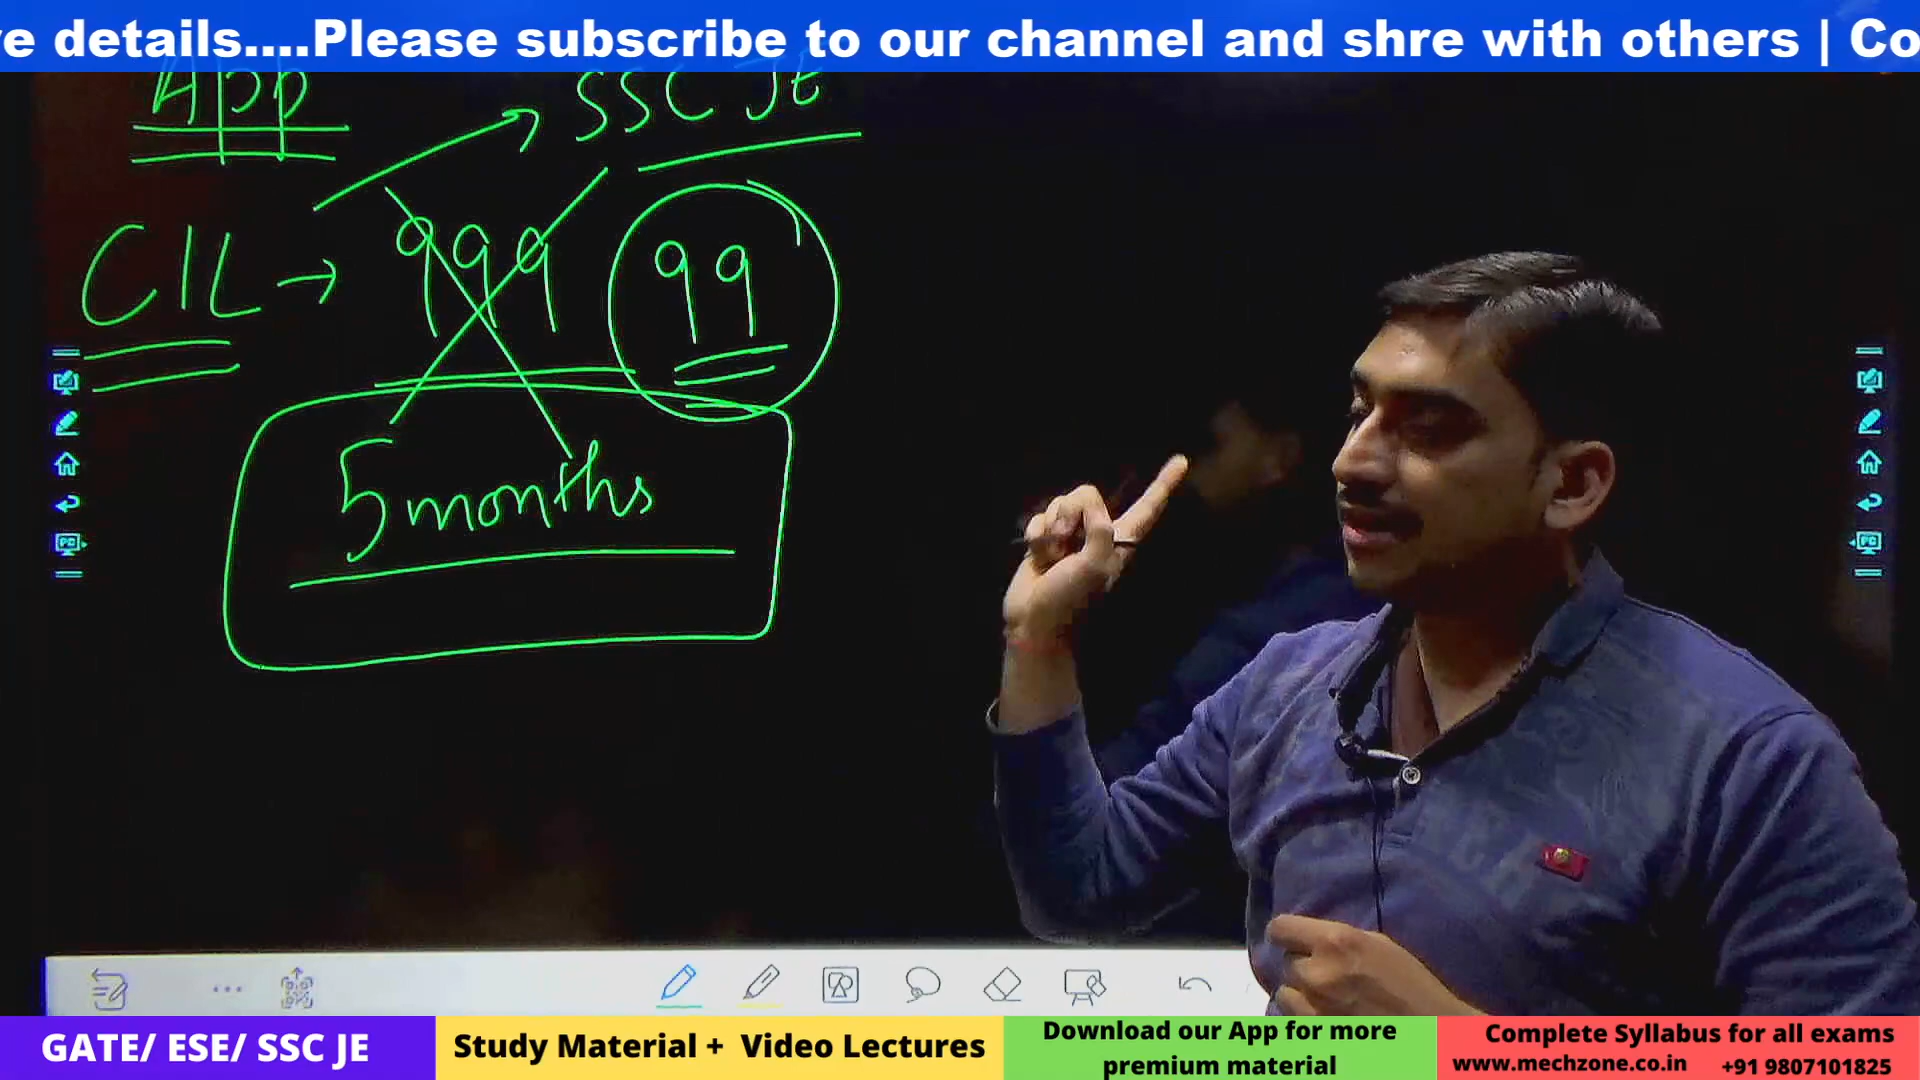 ve details....Please subscribe to our channel and shre with others | Co
App
SSC JE
CIL → 999 99
5 months
GATE/ ESE/ SSC JE
Study Material + Video Lectures
Download our App for more
premium material
Complete Syllabus for all exams
www.mechzone.co.in +91 9807101825